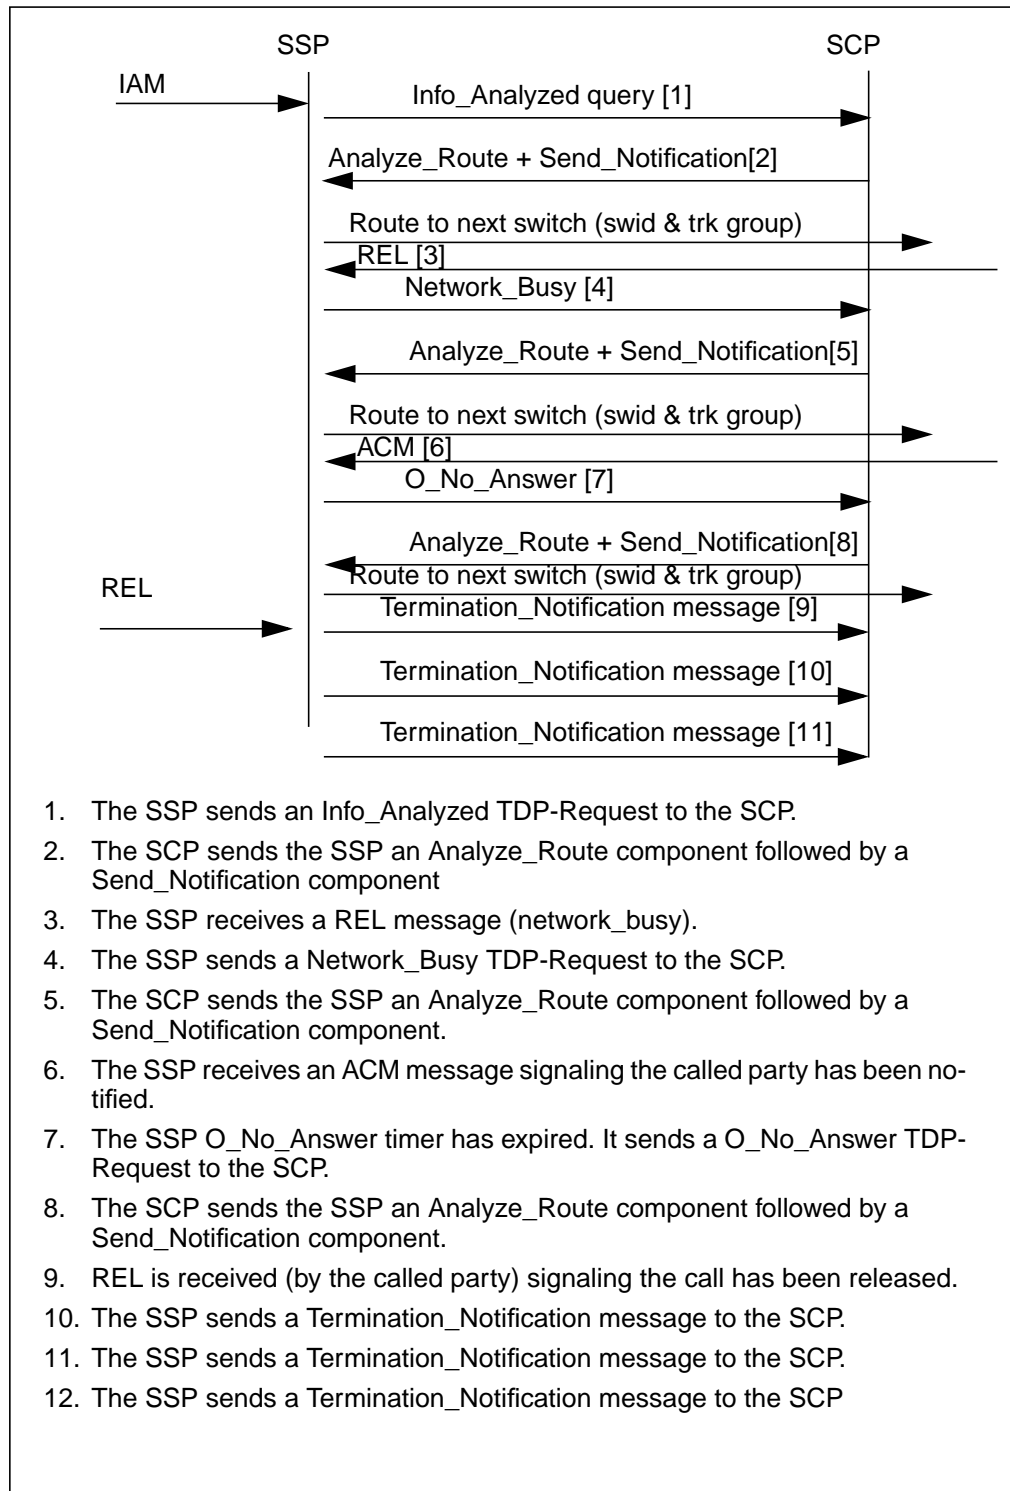 SSP SCP
IAM
Info_Analyzed query [1]
Analyze_Route + Send_Notification[2]
Route to next switch (swid & trk group)
REL [3]
Network_Busy [4]
Analyze_Route + Send_Notification[5]
Route to next switch (swid & trk group)
ACM [6]
O_No_Answer [7]
Analyze_Route + Send_Notification[8]
Route to next switch (swid & trk group)
REL
Termination_Notification message [9]
Termination_Notification message [10]
Termination_Notification message [11]
1. The SSP sends an Info_Analyzed TDP-Request to the SCP.
2. The SCP sends the SSP an Analyze_Route component followed by a
Send_Notification component
3. The SSP receives a REL message (network_busy).
4. The SSP sends a Network_Busy TDP-Request to the SCP.
5. The SCP sends the SSP an Analyze_Route component followed by a
Send_Notification component.
6. The SSP receives an ACM message signaling the called party has been no-
tified.
7. The SSP O_No_Answer timer has expired. It sends a O_No_Answer TDP-
Request to the SCP.
8. The SCP sends the SSP an Analyze_Route component followed by a
Send_Notification component.
9. REL is received (by the called party) signaling the call has been released.
10. The SSP sends a Termination_Notification message to the SCP.
11. The SSP sends a Termination_Notification message to the SCP.
12. The SSP sends a Termination_Notification message to the SCP